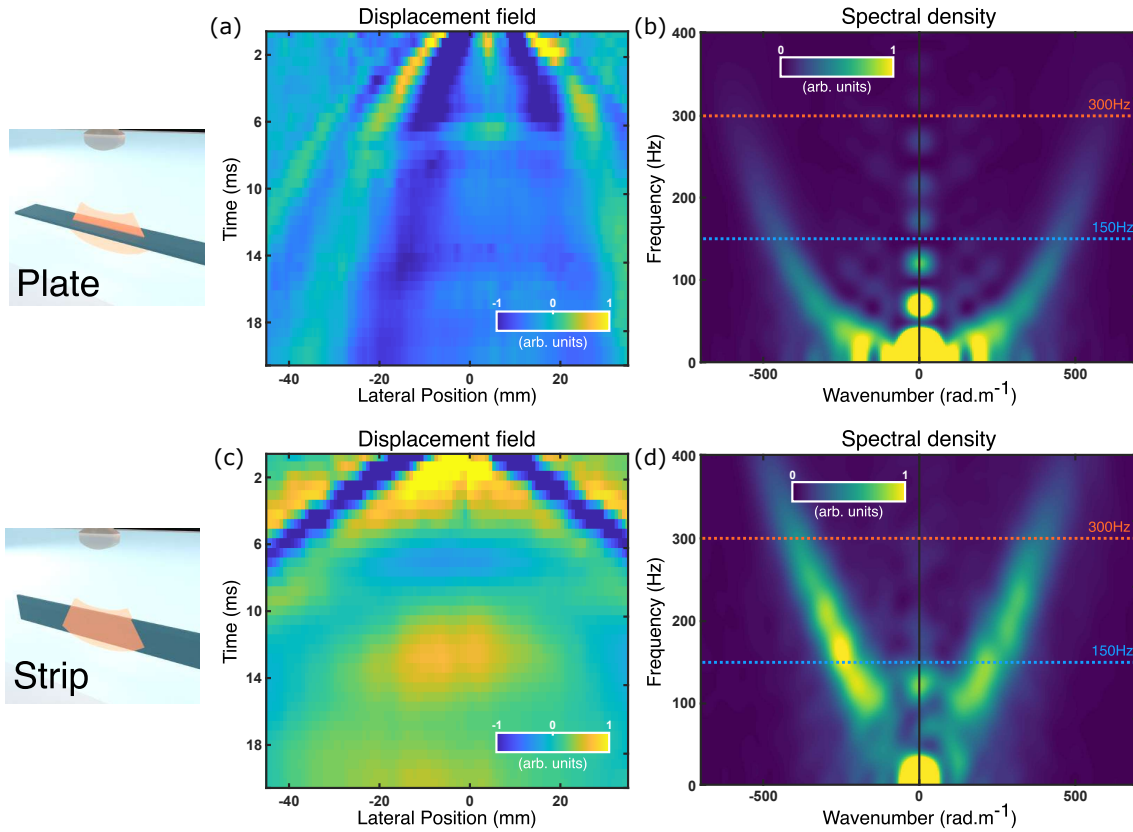 (a)
Displacement field
2
6
10
14
18
Time (ms)
-1
0
1
(arb. units)
-40
-20
0
20
Lateral Position (mm)
Plate
(b)
Spectral density
400
300
200
100
0
Frequency (Hz)
0
1
(arb. units)
300Hz
150Hz
-500
0
500
Wavenumber (rad.m-1)
(c)
Displacement field
2
6
10
14
18
Time (ms)
-1
0
1
(arb. units)
-40
-20
0
20
Lateral Position (mm)
Strip
(d)
Spectral density
400
300
200
100
0
Frequency (Hz)
0
1
(arb. units)
300Hz
150Hz
-500
0
500
Wavenumber (rad.m-1)